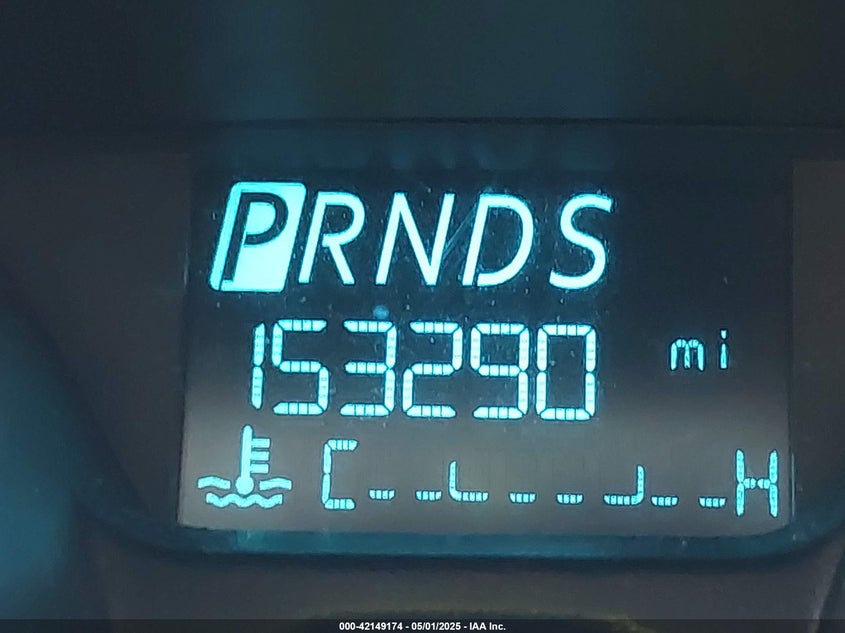 PRNDS
153290 mi
C H
000-42149174 - 05/01/2025 - IAA Inc.